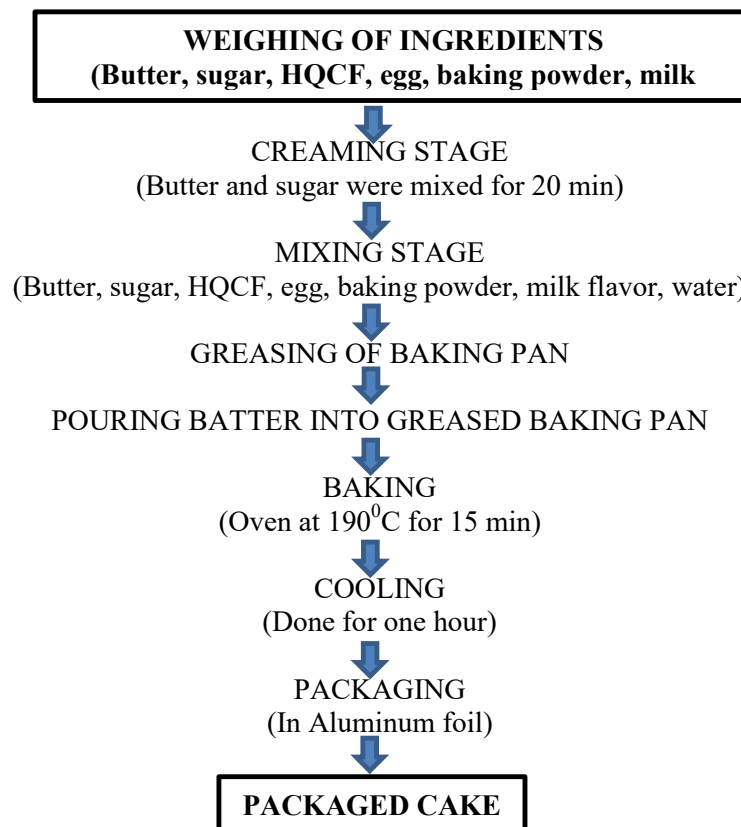 WEIGHING OF INGREDIENTS
(Butter, sugar, HQCF, egg, baking powder, milk
CREAMING STAGE
(Butter and sugar were mixed for 20 min)
MIXING STAGE
(Butter, sugar, HQCF, egg, baking powder, milk flavor, water)
GREASING OF BAKING PAN
POURING BATTER INTO GREASED BAKING PAN
BAKING
(Oven at 190⁰C for 15 min)
COOLING
(Done for one hour)
PACKAGING
(In Aluminum foil)
PACKAGED CAKE